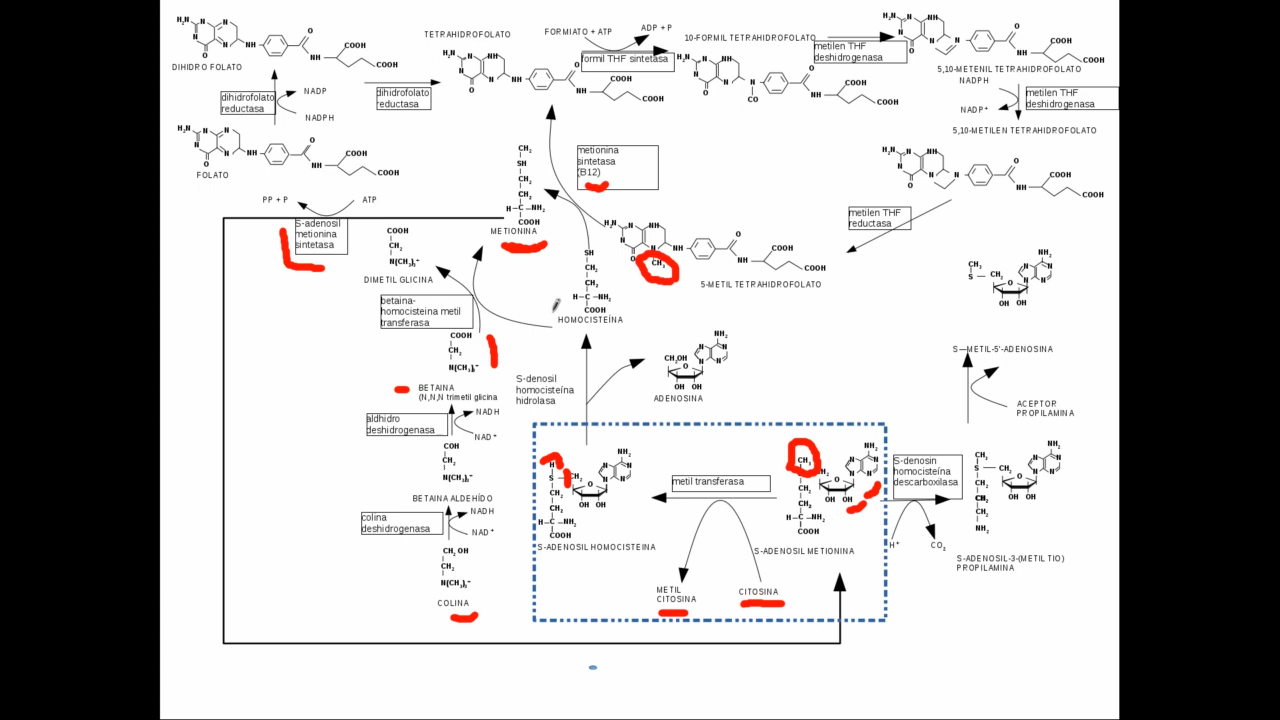 DIHIDRO FOLATO
dihidrofolato
reductasa
NADP
NADPH
FOLATO
dihidrofolato
reductasa
TETRAHIDROFOLATO
FORMIATO + ATP
ADP + P
formil THF sintetasa
10-FORMIL TETRAHIDROFOLATO
metilen THF
deshidrogenasa
5,10-METENIL TETRAHIDROFOLATO
NADPH
NADP+
metilen THF
deshidrogenasa
5,10-METILEN TETRAHIDROFOLATO
metilen THF
reductasa
5-METIL TETRAHIDROFOLATO
metionina
sintetasa
(B12)
METIONINA
PP + P
ATP
S-adenosil
metionina
sintetasa
DIMETIL GLICINA
betaina-
homocisteina metil
transferasa
HOMOCISTEÍNA
BETAINA
(N,N,N trimetil glicina
aldhidro
deshidrogenasa
NADH
NAD+
BETAINA ALDEHÍDO
colina
deshidrogenasa
NADH
NAD+
COLINA
S-denosil
homocisteína
hidrolasa
ADENOSINA
S-ADENOSIL HOMOCISTEINA
metil transferasa
S-ADENOSIL METIONINA
METIL
CITOSINA
CITOSINA
S-denosin
homocisteína
descarboxilasa
H+
CO2
S-ADENOSIL-3-(METIL TIO)
PROPILAMINA
ACEPTOR
PROPILAMINA
S—METIL-5'-ADENOSINA